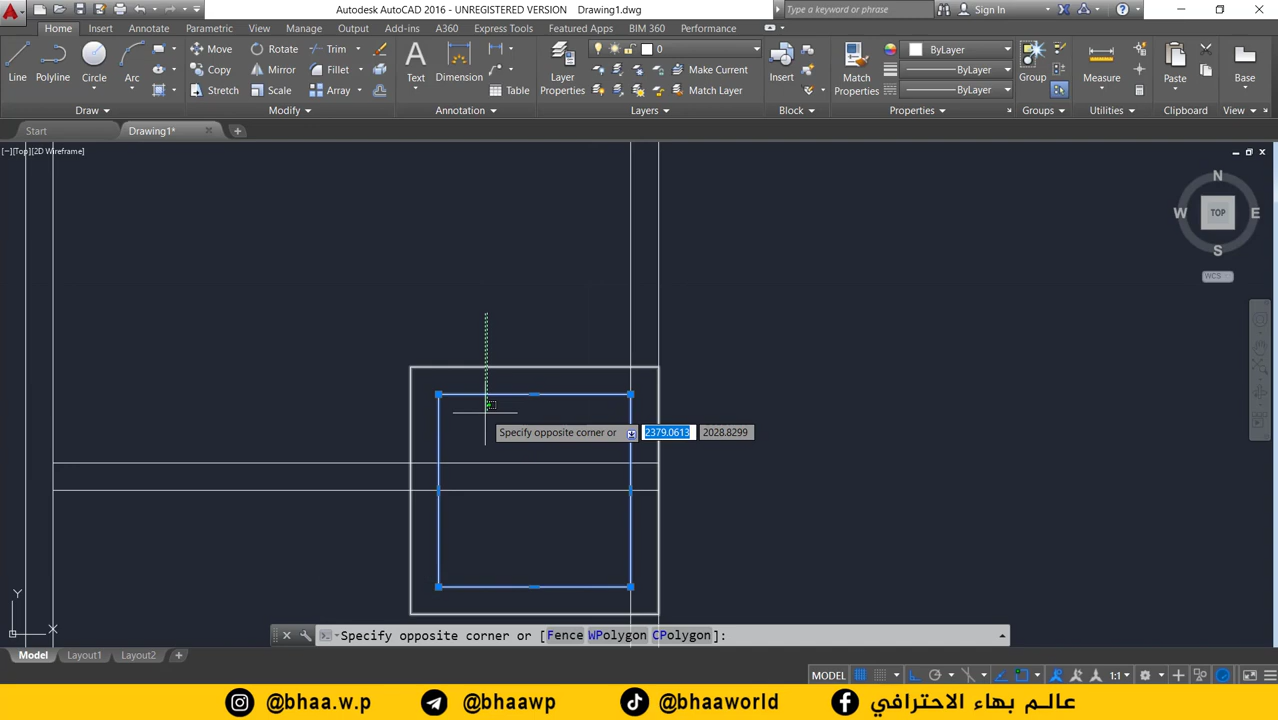 Autodesk AutoCAD 2016 - UNREGISTERED VERSION Drawing1.dwg
Type a keyword or phrase
Sign In
Home Insert Annotate Parametric View Manage Output Add-ins A360 Express Tools Featured Apps BIM 360 Performance
Line Polyline Circle Arc
Move Rotate Trim
Copy Mirror Fillet
Stretch Scale Array
Text Dimension Table
Layer Properties
0
Make Current
Match Layer
Insert
Match Properties
ByLayer
ByLayer
ByLayer
Group
Measure
Paste
Base
Draw Modify Annotation Layers Block Properties Groups Utilities Clipboard View
Start Drawing1*
[−][Top][2D Wireframe]
N
W TOP E
S
WCS
Specify opposite corner or 2379.0613 2028.8299
Y
X
Specify opposite corner or [Fence WPolygon CPolygon]:
Model Layout1 Layout2
MODEL 1:1
@bhaa.w.p @bhaawp @bhaaworld عالـم بهاء الاحترافي